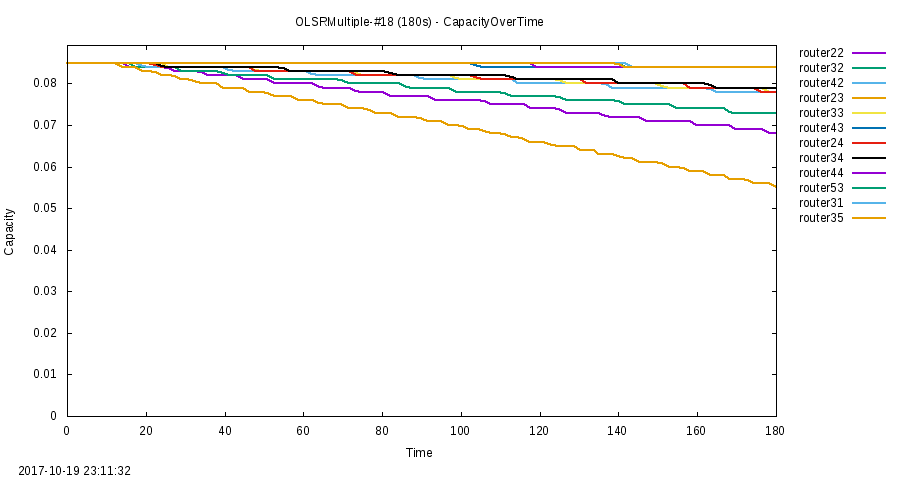 OLSRMultiple-#18 (180s) - CapacityOverTime
router22
router32
router42
router23
router33
router43
router24
router34
router44
router53
router31
router35
0.08
0.07
0.06
0.05
0.04
0.03
0.02
0.01
0
Capacity
0 20 40 60 80 100 120 140 160 180
Time
2017-10-19 23:11:32